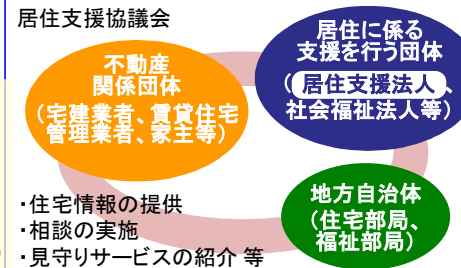 居住支援協議会
不動産
関係団体
（宅建業者、賃貸住宅
管理業者、家主等）
居住に係る
支援を行う団体
（居住支援法人、
社会福祉法人等）
地方自治体
（住宅部局、
福祉部局）
・住宅情報の提供
・相談の実施
・見守りサービスの紹介 等